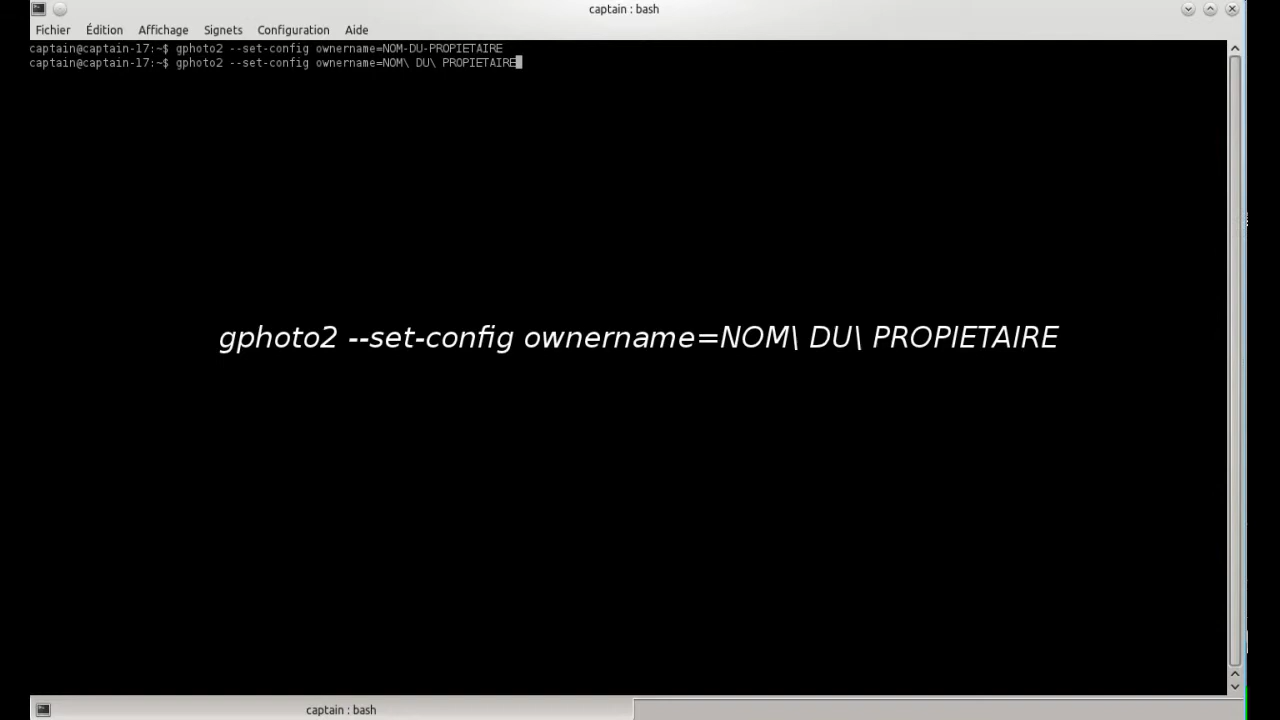 captain : bash
Fichier Édition Affichage Signets Configuration Aide
captain@captain-17:~$ gphoto2 --set-config ownername=NOM-DU-PROPIETAIRE
captain@captain-17:~$ gphoto2 --set-config ownername=NOM\ DU\ PROPIETAIRE
gphoto2 --set-config ownername=NOM\ DU\ PROPIETAIRE
captain : bash